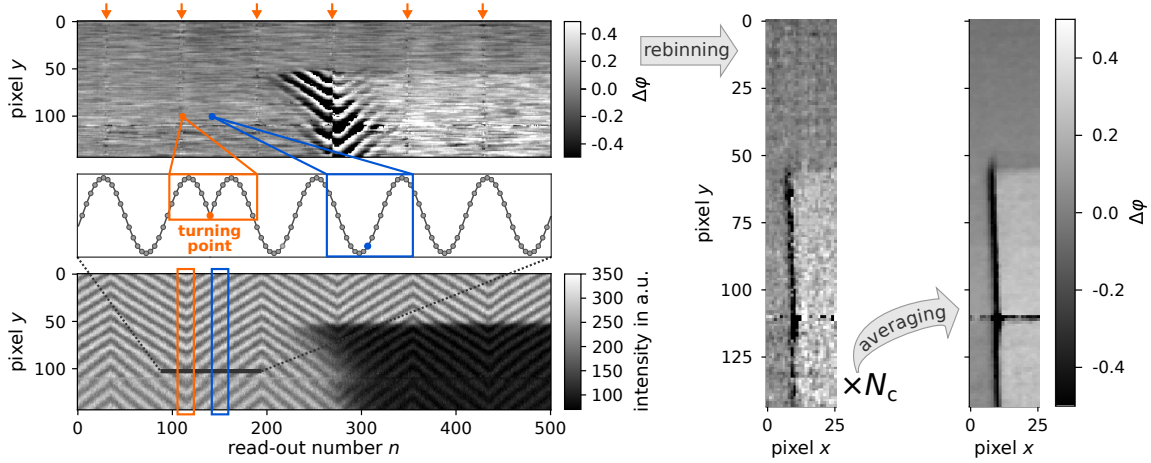 0
50
100
pixel y
0.4
0.2
0.0
-0.2
-0.4
Δφ
turning
point
0
50
100
pixel y
0
100
200
300
400
500
read-out number n
350
300
250
200
150
100
intensity in a.u.
rebinning
0
25
50
75
100
125
pixel y
0
25
pixel x
averaging
×Nc
0
25
pixel x
0.4
0.2
0.0
-0.2
-0.4
Δφ